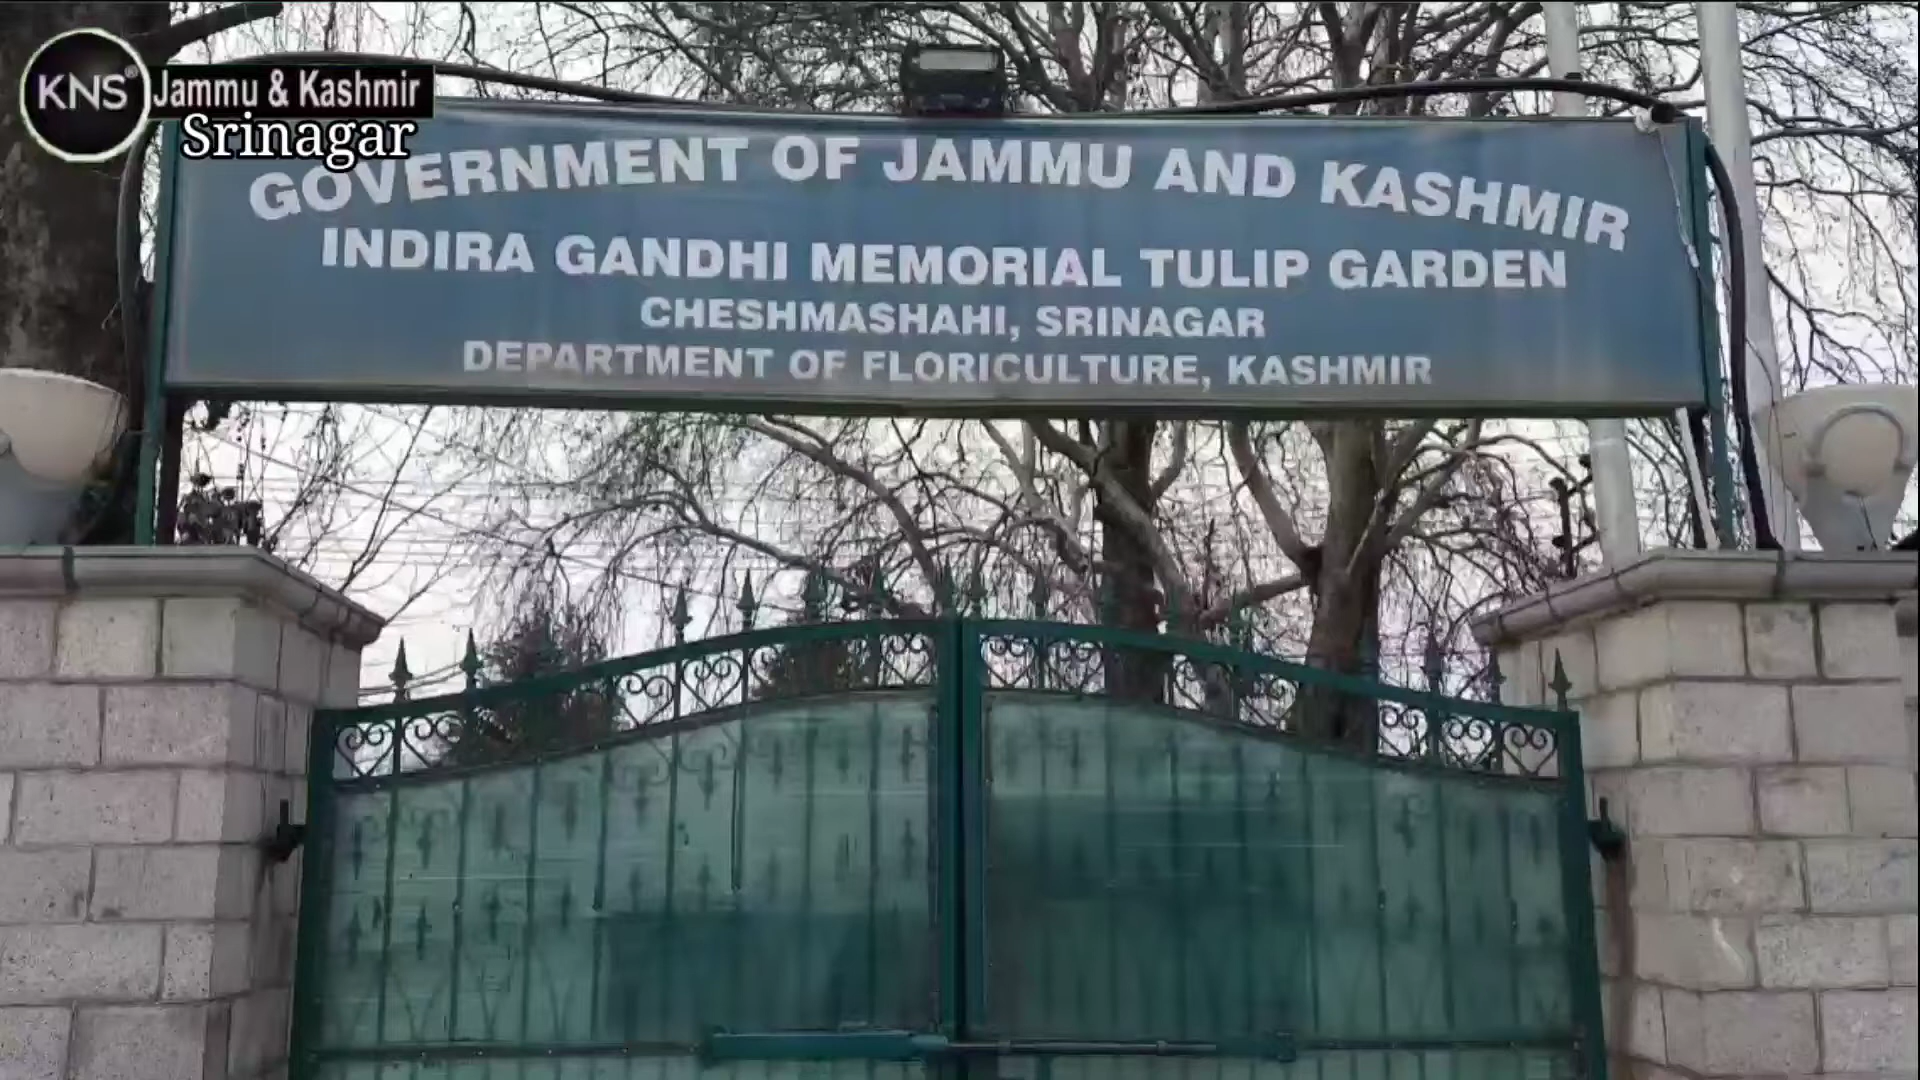 KNS®
Jammu & Kashmir
Srinagar
GOVERNMENT OF JAMMU AND KASHMIR
INDIRA GANDHI MEMORIAL TULIP GARDEN
CHESHMASHAHI, SRINAGAR
DEPARTMENT OF FLORICULTURE, KASHMIR